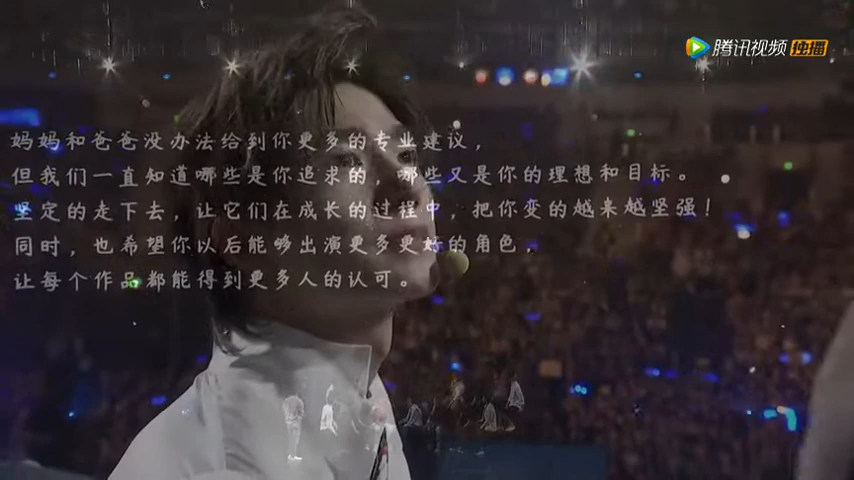 腾讯视频 独播
妈妈和爸爸没办法给到你更多的专业建议，
但我们一直知道哪些是你追求的，哪些又是你的理想和目标。
坚定的走下去，让它们在成长的过程中，把你变的越来越坚强！
同时，也希望你以后能够出演更多更好的角色，
让每个作品都能得到更多人的认可。